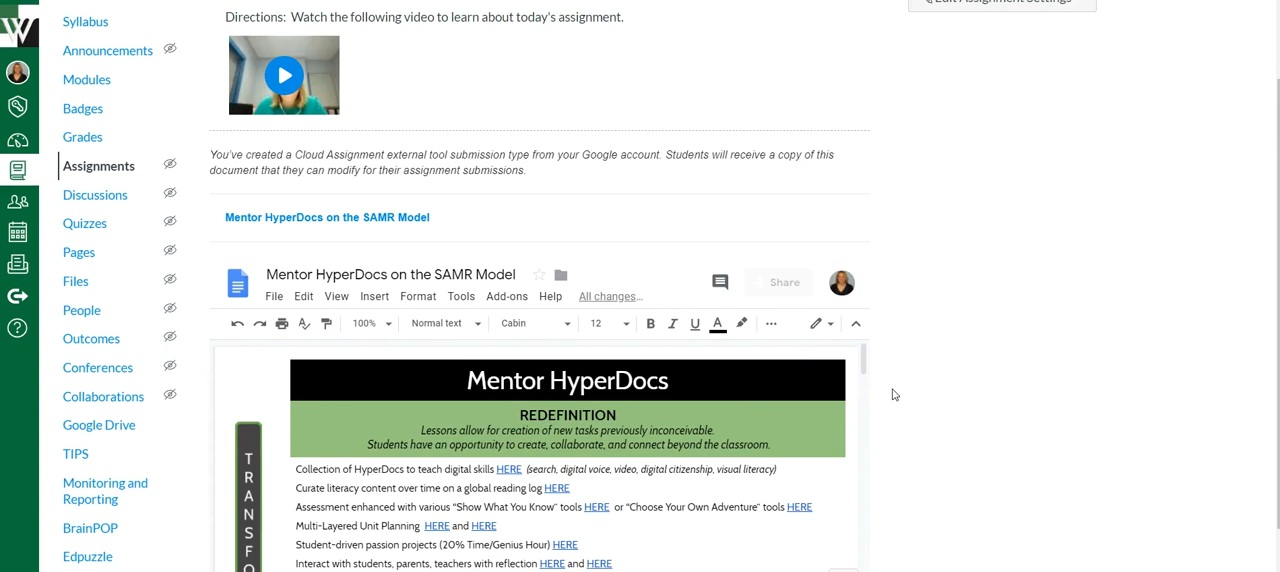 Edit Assignment Settings
Directions: Watch the following video to learn about today's assignment.
W
Syllabus
Announcements
Modules
Badges
Grades
Assignments
Discussions
Quizzes
Pages
Files
People
Outcomes
Conferences
Collaborations
Google Drive
TIPS
Monitoring and
Reporting
BrainPOP
Edpuzzle
You've created a Cloud Assignment external tool submission type from your Google account. Students will receive a copy of this
document that they can modify for their assignment submissions.
Mentor HyperDocs on the SAMR Model
Mentor HyperDocs on the SAMR Model
Share
File Edit View Insert Format Tools Add-ons Help All changes...
100% Normal text Cabin 12 B I U A
Mentor HyperDocs
REDEFINITION
Lessons allow for creation of new tasks previously inconceivable.
Students have an opportunity to create, collaborate, and connect beyond the classroom.
TRANSFO
Collection of HyperDocs to teach digital skills HERE (search, digital voice, video, digital citizenship, visual literacy)
Curate literacy content over time on a global reading log HERE
Assessment enhanced with various “Show What You Know” tools HERE or “Choose Your Own Adventure” tools HERE
Multi-Layered Unit Planning HERE and HERE
Student-driven passion projects (20% Time/Genius Hour) HERE
Interact with students, parents, teachers with reflection HERE and HERE